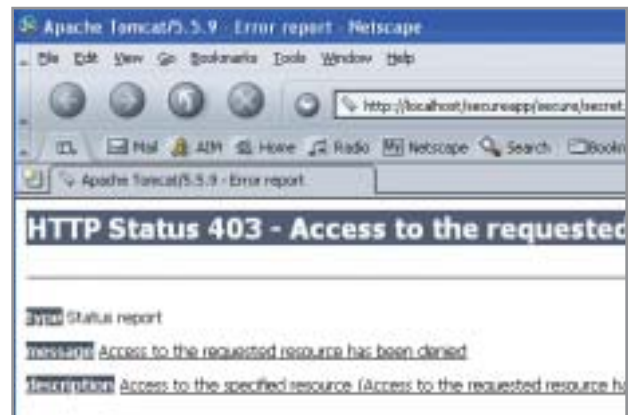 Apache Tomcat/5.5.9 - Error report - Netscape
File Edit View Go Bookmarks Tools Window Help
http://localhost/secureapp/secure/secret.
Mail AIM Home Radio My Netscape Search Bookm
Apache Tomcat/5.5.9 - Error report
HTTP Status 403 - Access to the requested
type Status report
message Access to the requested resource has been denied
description Access to the specified resource (Access to the requested resource ha